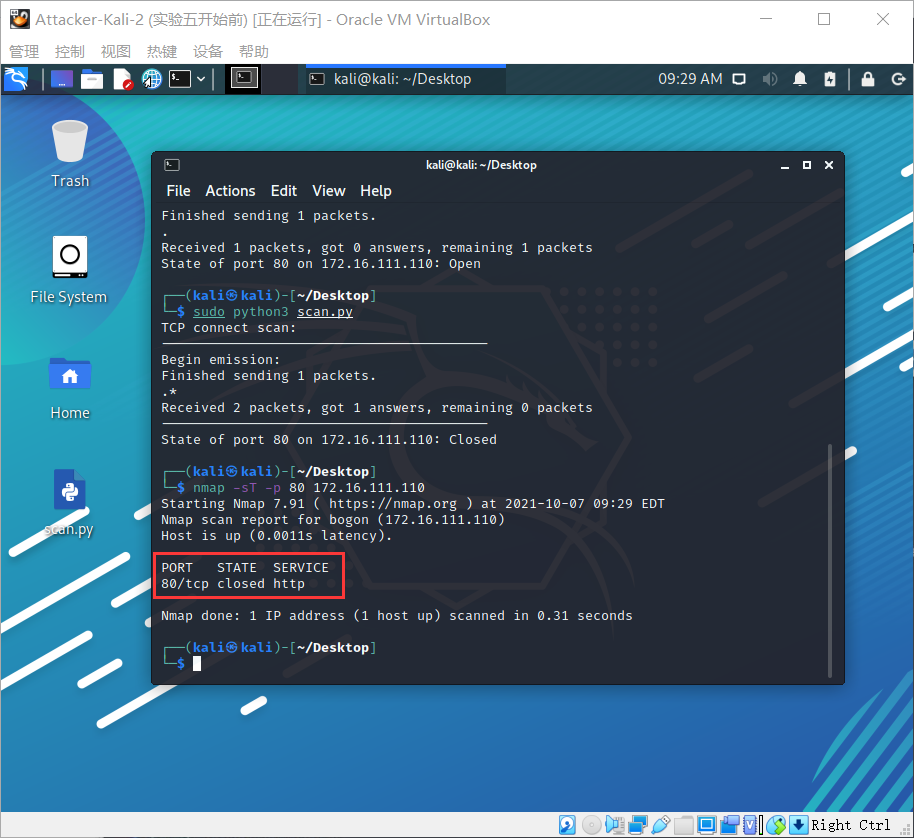 Attacker-Kali-2 (实验五开始前) [正在运行] - Oracle VM VirtualBox
管理 控制 视图 热键 设备 帮助
kali@kali: ~/Desktop
09:29 AM
Trash
File System
Home
scan.py
kali@kali: ~/Desktop
File Actions Edit View Help
Finished sending 1 packets.
.
Received 1 packets, got 0 answers, remaining 1 packets
State of port 80 on 172.16.111.110: Open
┌──(kali㉿kali)-[~/Desktop]
└─$ sudo python3 scan.py
TCP connect scan:
Begin emission:
Finished sending 1 packets.
.*
Received 2 packets, got 1 answers, remaining 0 packets
State of port 80 on 172.16.111.110: Closed
┌──(kali㉿kali)-[~/Desktop]
└─$ nmap -sT -p 80 172.16.111.110
Starting Nmap 7.91 ( https://nmap.org ) at 2021-10-07 09:29 EDT
Nmap scan report for bogon (172.16.111.110)
Host is up (0.0011s latency).
PORT STATE SERVICE
80/tcp closed http
Nmap done: 1 IP address (1 host up) scanned in 0.31 seconds
┌──(kali㉿kali)-[~/Desktop]
└─$
Right Ctrl